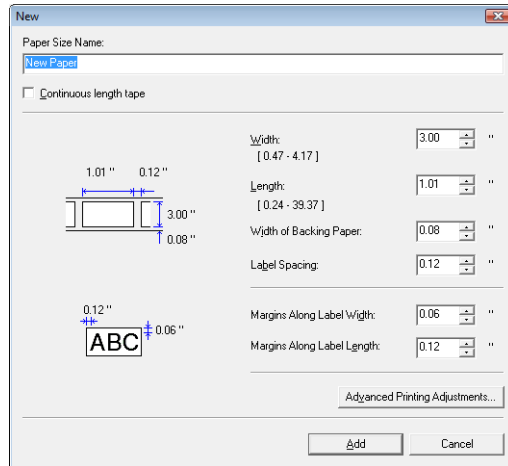 New
Paper Size Name:
New Paper
Continuous length tape
1.01 " 0.12 "
3.00 "
0.08 "
Width: 3.00 "
[ 0.47 - 4.17 ]
Length: 1.01 "
[ 0.24 - 39.37 ]
Width of Backing Paper: 0.08 "
Label Spacing: 0.12 "
0.12 "
0.06 "
ABC
Margins Along Label Width: 0.06 "
Margins Along Label Length: 0.12 "
Advanced Printing Adjustments...
Add Cancel